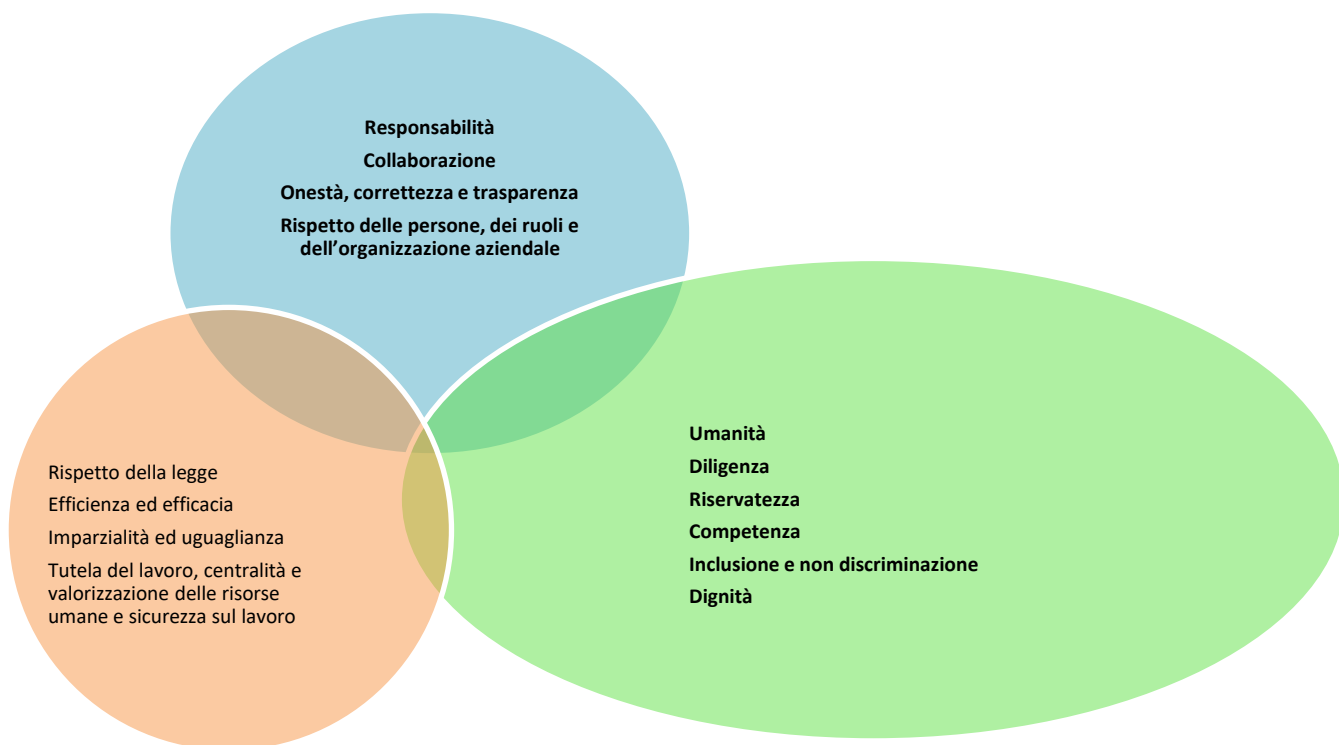 Responsabilità
Collaborazione
Onestà, correttezza e trasparenza
Rispetto delle persone, dei ruoli e
dell’organizzazione aziendale
Rispetto della legge
Efficienza ed efficacia
Imparzialità ed uguaglianza
Tutela del lavoro, centralità e
valorizzazione delle risorse
umane e sicurezza sul lavoro
Umanità
Diligenza
Riservatezza
Competenza
Inclusione e non discriminazione
Dignità